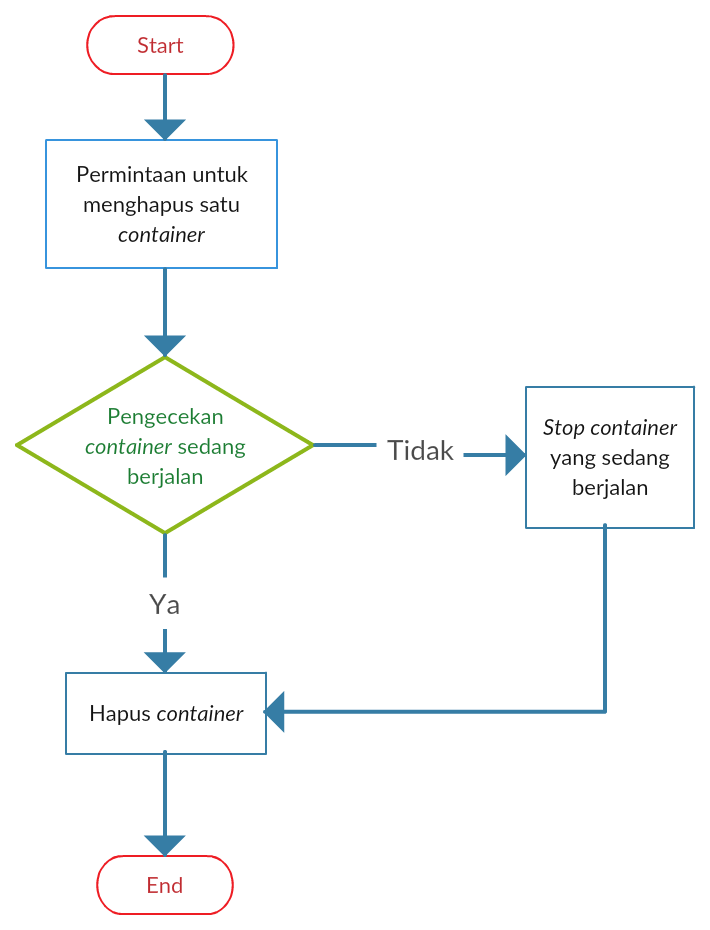 Start
Permintaan untuk
menghapus satu
container
Pengecekan
container sedang
berjalan
Tidak
Stop container
yang sedang
berjalan
Ya
Hapus container
End